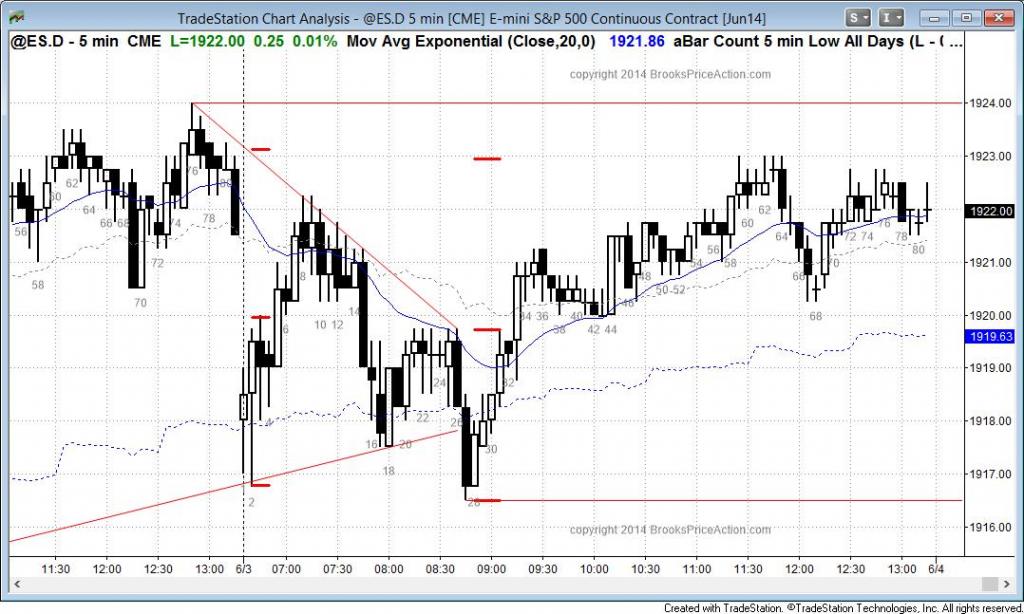 TradeStation Chart Analysis - @ES.D 5 min [CME] E-mini S&P 500 Continuous Contract [Jun14]
S I
@ES.D - 5 min CME L=1922.00 0.25 0.01% Mov Avg Exponential (Close,20,0) 1921.86 aBar Count 5 min Low All Days (L - ( ...
copyright 2014 BrooksPriceAction.com
1924.00
1923.00
1922.00
1921.00
1920.00
1919.63
1919.00
1918.00
1917.00
1916.00
56 58 60 62 64 66 68 70 72 74 76 78 80
2 4 6 8 10 12 14 16 18 20 22 24 26 28 30 32 34 36 38 40 42 44 46 48 50 52 54 56 58 60 62 64 66 68 70 72 74 76 78 80
copyright 2014 BrooksPriceAction.com
11:30 12:00 12:30 13:00 6/3 07:00 07:30 08:00 08:30 09:00 09:30 10:00 10:30 11:00 11:30 12:00 12:30 13:00 6/4
Created with TradeStation. ©TradeStation Technologies, Inc. All rights reserved.